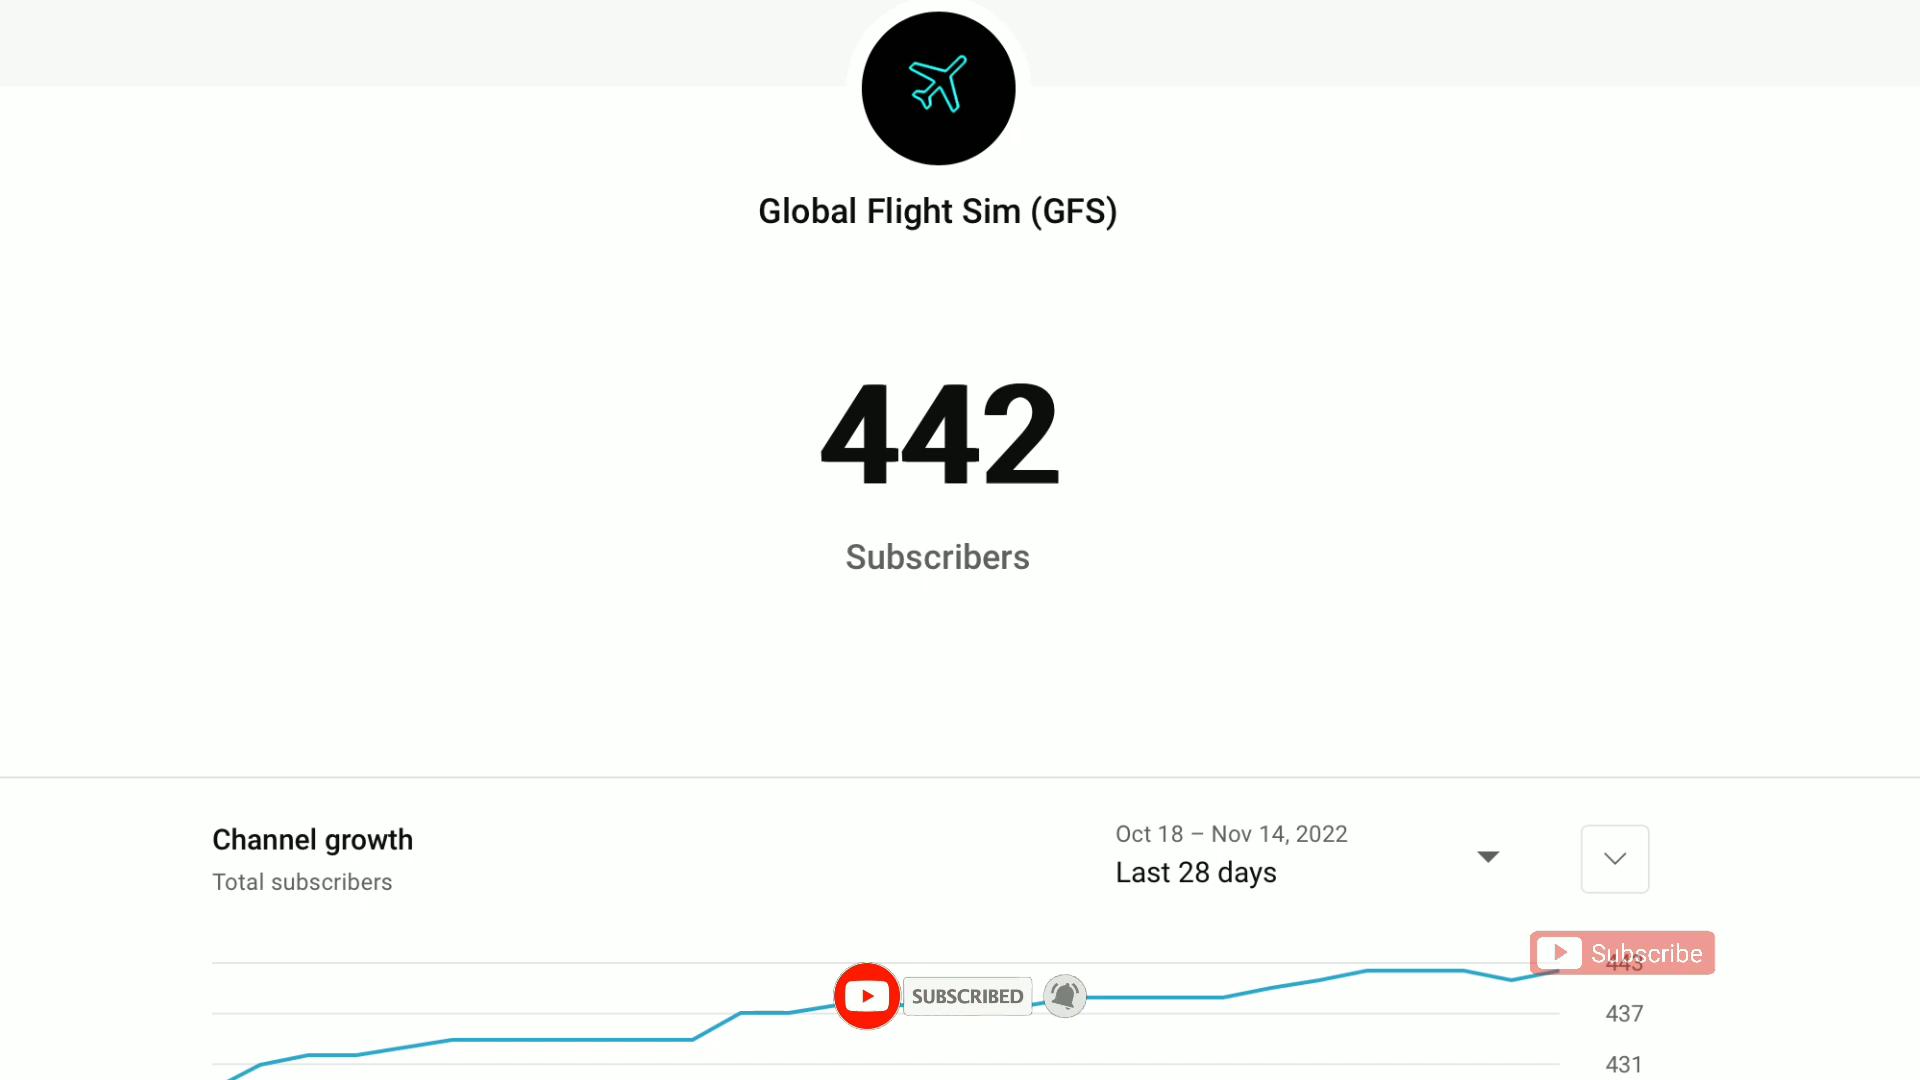 Global Flight Sim (GFS)
442
Subscribers
Channel growth
Total subscribers
Oct 18 – Nov 14, 2022
Last 28 days
Subscribe
443
SUBSCRIBED
437
431